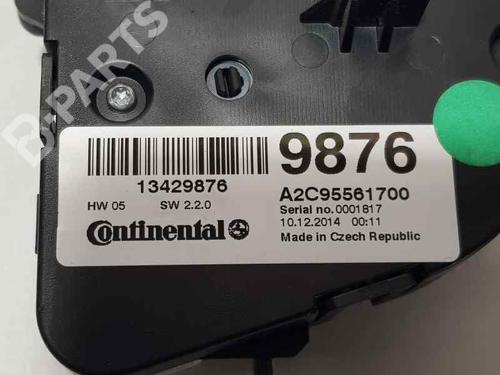 B-PARTS
13429876
HW 05 SW 2.2.0
Continental
9876
A2C95561700
Serial no.0001817
10.12.2014 00:11
Made in Czech Republic